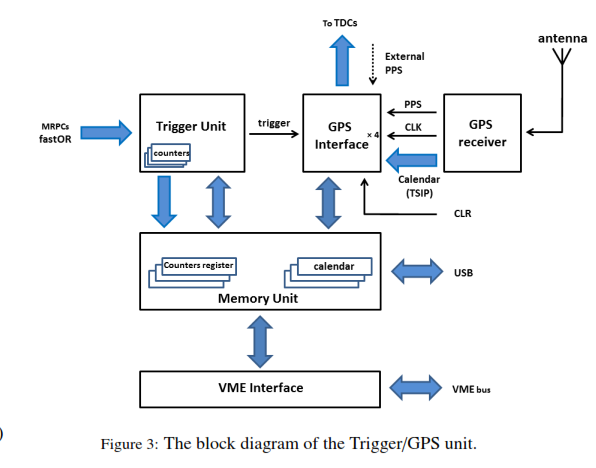 To TDCs
External
PPS
antenna
MRPCs
fastOR
Trigger Unit
counters
trigger
GPS
Interface
× 4
PPS
CLK
GPS
receiver
Calendar
(TSIP)
CLR
Counters register
calendar
Memory Unit
USB
VME Interface
VME bus
)
Figure 3: The block diagram of the Trigger/GPS unit.